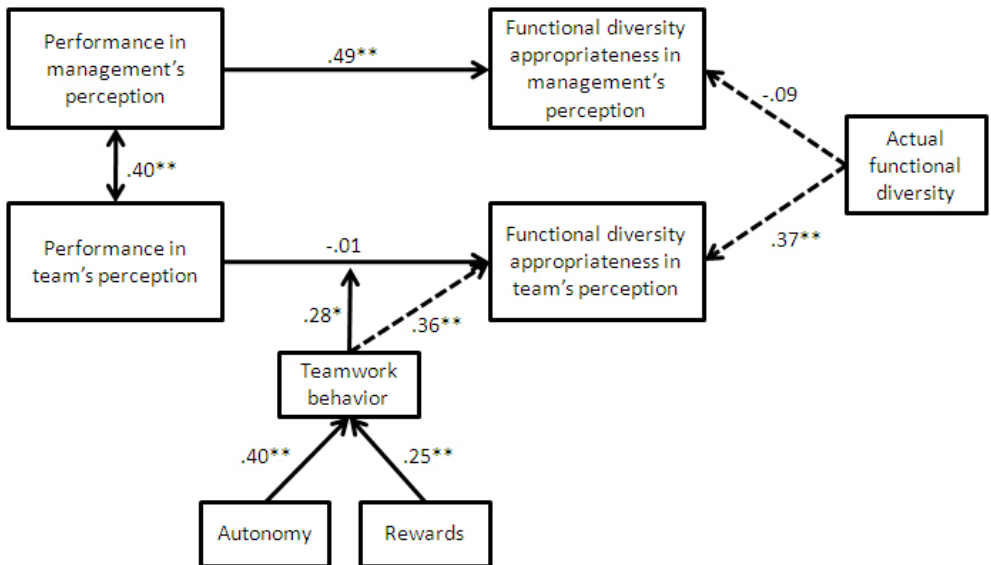 Performance in
management's
perception
.49**
Functional diversity
appropriateness in
management's
perception
-.09
Actual
functional
diversity
.40**
.37**
Performance in
team's perception
-.01
Functional diversity
appropriateness in
team's perception
.28*
.36**
Teamwork
behavior
.40**
.25**
Autonomy
Rewards